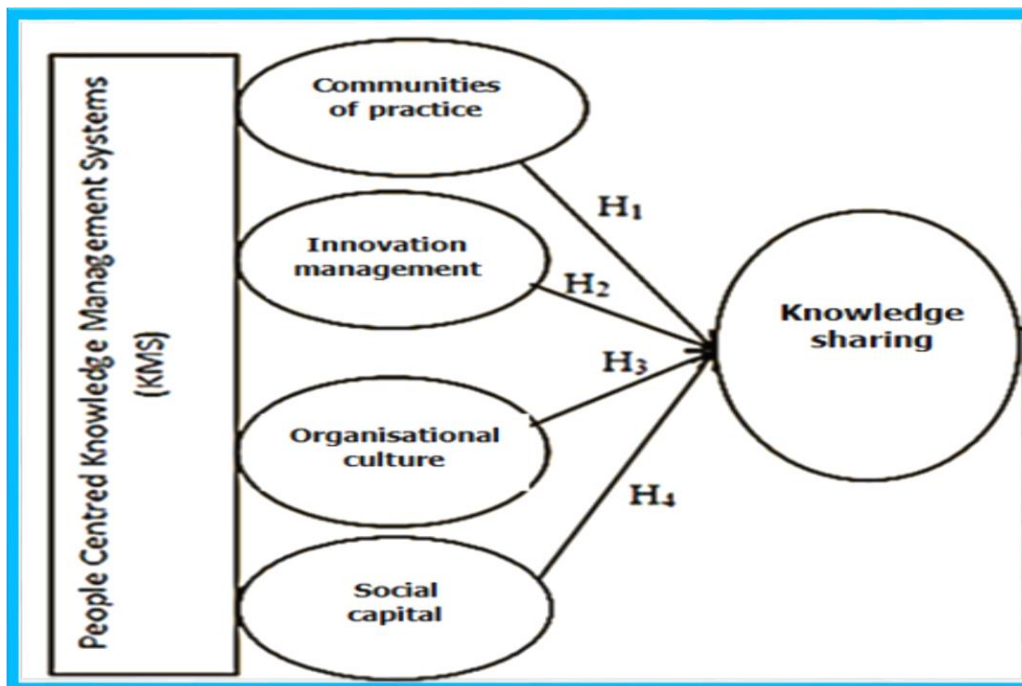 People Centred Knowledge Management Systems
(KMS)
Communities
of practice
H₁
Innovation
management
H₂
Knowledge
sharing
H₃
Organisational
culture
H₄
Social
capital